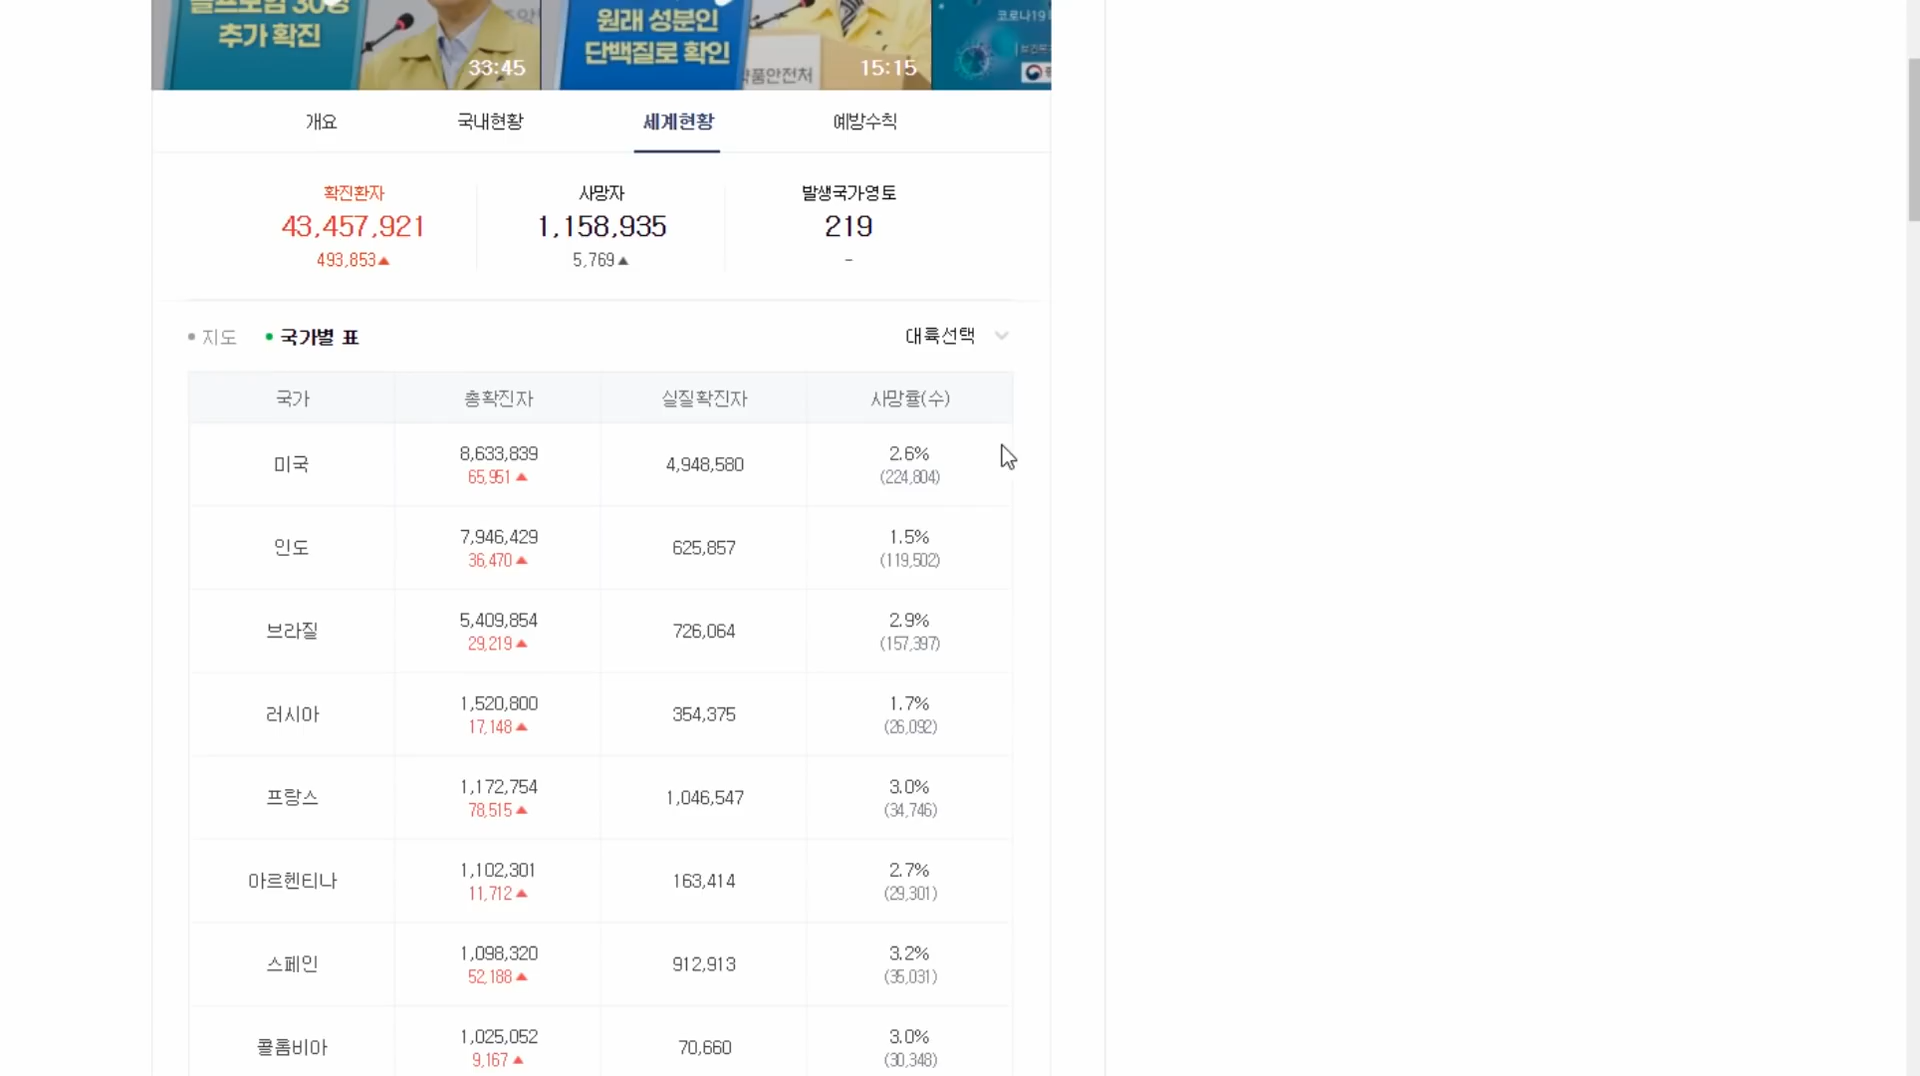 추가 확진
33:45
원래 성분인
단백질로 확인
약품안전처
15:15
코로나19
개요 국내현황 세계현황 예방수칙
확진환자 사망자 발생국가영토
43,457,921 1,158,935 219
493,853▲ 5,769▲ -
지도 국가별 표 대륙선택
국가 총확진자 실질확진자 사망률(수)
미국 8,633,839 4,948,580 2.6%
65,951▲ (224,804)
인도 7,946,429 625,857 1.5%
36,470▲ (119,502)
브라질 5,409,854 726,064 2.9%
29,219▲ (157,397)
러시아 1,520,800 354,375 1.7%
17,148▲ (26,092)
프랑스 1,172,754 1,046,547 3.0%
78,515▲ (34,746)
아르헨티나 1,102,301 163,414 2.7%
11,712▲ (29,301)
스페인 1,098,320 912,913 3.2%
52,188▲ (35,031)
콜롬비아 1,025,052 70,660 3.0%
9,167▲ (30,348)